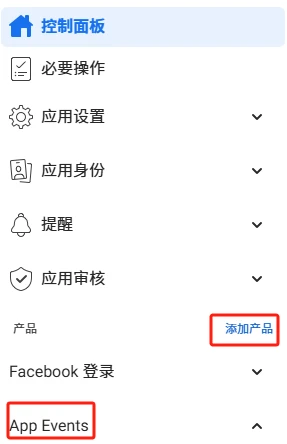 控制面板
必要操作
应用设置
应用身份
提醒
应用审核
产品 添加产品
Facebook 登录
App Events